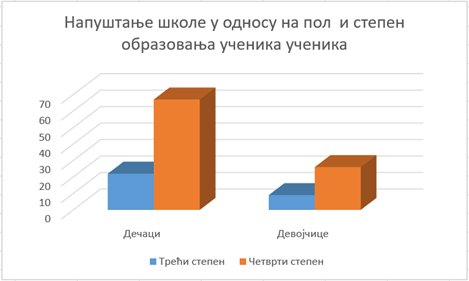 Напуштање школе у односу на пол и степен
образовања ученика ученика
70
60
50
40
30
20
10
0
Дечаци
Девојчице
Трећи степен
Четврти степен